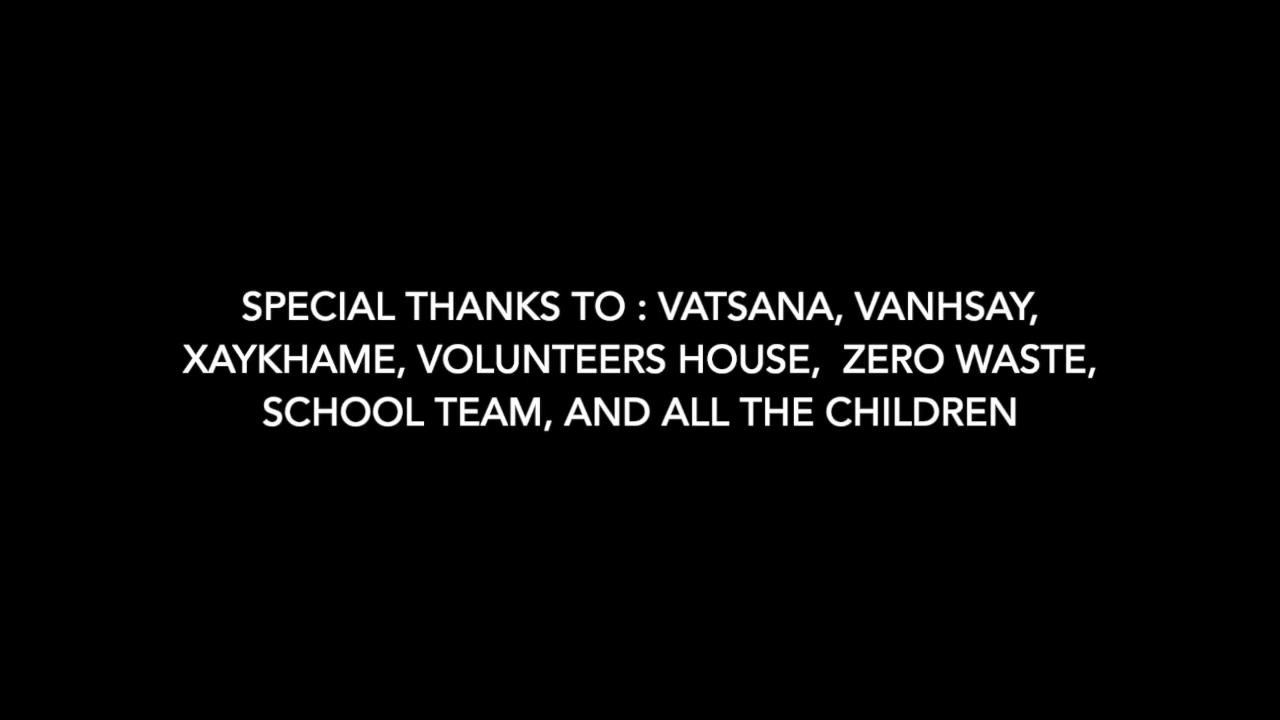 SPECIAL THANKS TO : VATSANA, VANHSAY,
XAYKHAME, VOLUNTEERS HOUSE,  ZERO WASTE,
SCHOOL TEAM, AND ALL THE CHILDREN